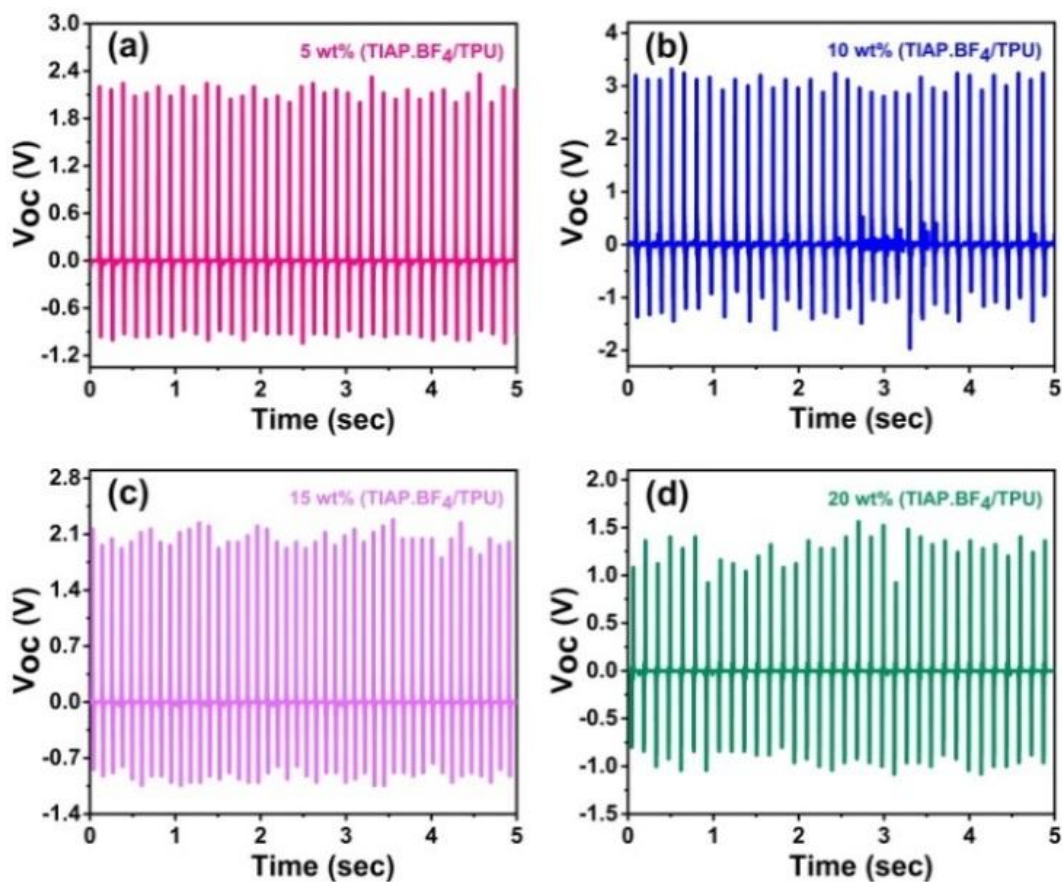 (a)
5 wt% (TIAP.BF4/TPU)
3.0
2.4
1.8
1.2
0.6
0.0
-0.6
-1.2
Voc (V)
0 1 2 3 4 5
Time (sec)
(b)
10 wt% (TIAP.BF4/TPU)
4
3
2
1
0
-1
-2
Voc (V)
0 1 2 3 4 5
Time (sec)
(c)
15 wt% (TIAP.BF4/TPU)
2.8
2.1
1.4
0.7
0.0
-0.7
-1.4
Voc (V)
0 1 2 3 4 5
Time (sec)
(d)
20 wt% (TIAP.BF4/TPU)
2.0
1.5
1.0
0.5
0.0
-0.5
-1.0
-1.5
Voc (V)
0 1 2 3 4 5
Time (sec)